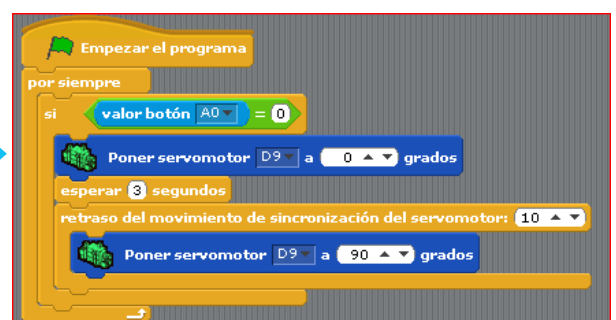 Empezar el programa
por siempre
si valor botón A0 = 0
Poner servomotor D9 a 0 grados
esperar 3 segundos
retraso del movimiento de sincronización del servomotor: 10
Poner servomotor D9 a 90 grados